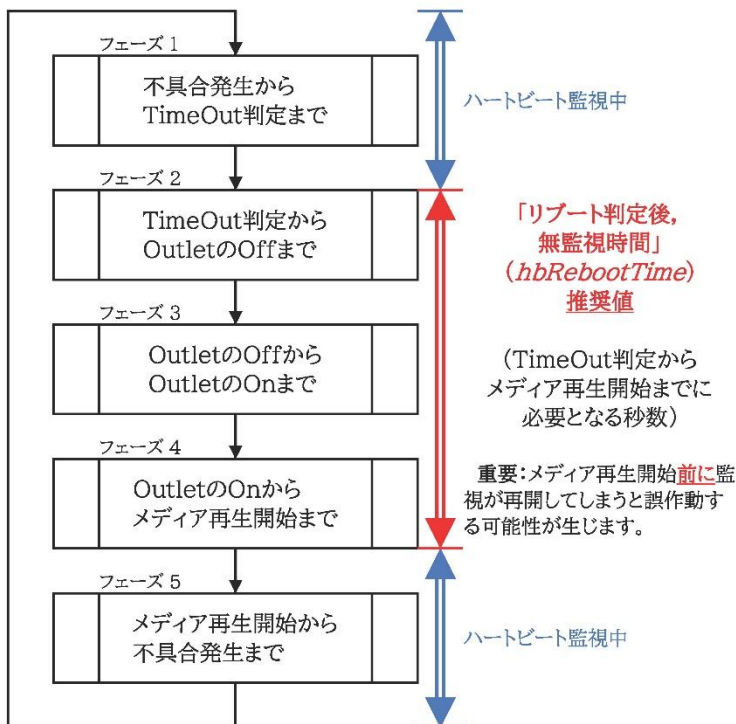 フェーズ 1
不具合発生から
TimeOut判定まで
ハートビート監視中
フェーズ 2
TimeOut判定から
OutletのOffまで
「リブート判定後,
無監視時間」
(hbRebootTime)
推奨値
フェーズ 3
OutletのOffから
OutletのOnまで
(TimeOut判定から
メディア再生開始までに
必要となる秒数)
フェーズ 4
OutletのOnから
メディア再生開始まで
重要:メディア再生開始前に監
視が再開してしまうと誤作動す
る可能性が生じます。
フェーズ 5
メディア再生開始から
不具合発生まで
ハートビート監視中